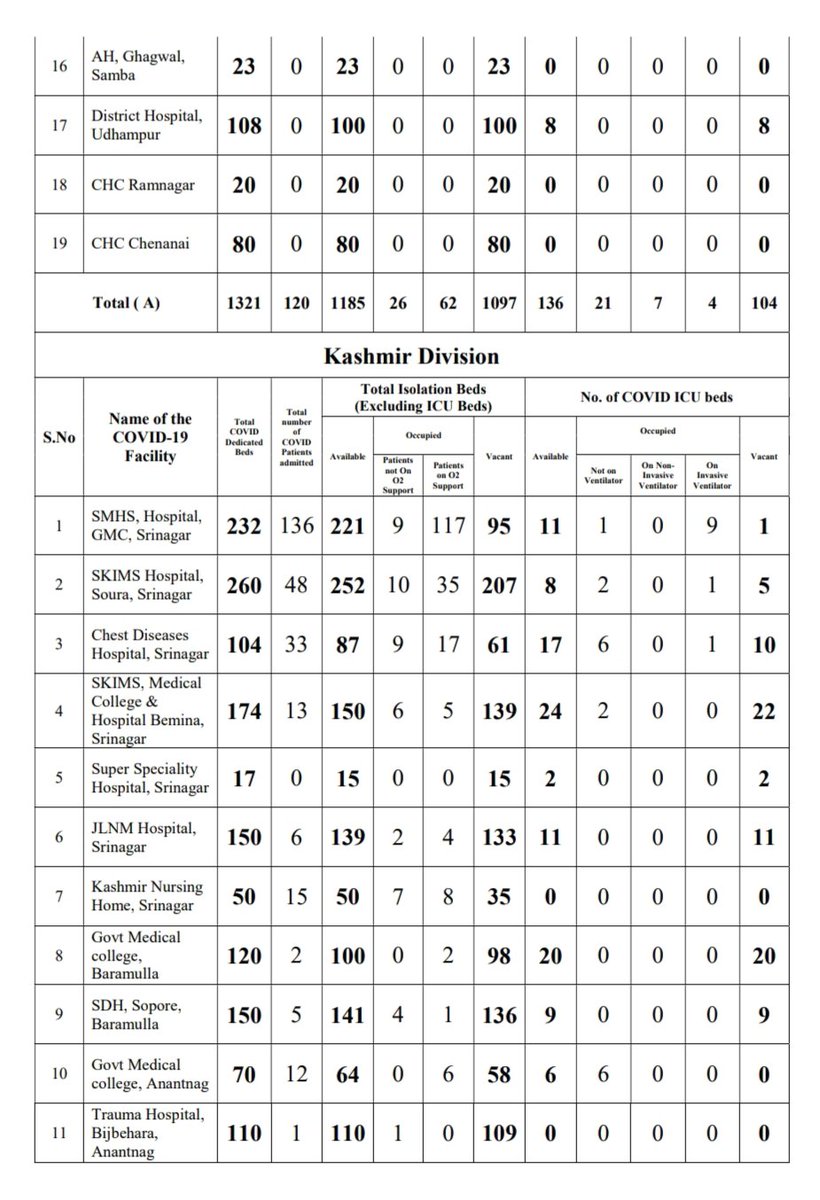 16 AH, Ghagwal, Samba 23 0 23 0 0 23 0 0 0 0 0
17 District Hospital, Udhampur 108 0 100 0 0 100 8 0 0 0 8
18 CHC Ramnagar 20 0 20 0 0 20 0 0 0 0 0
19 CHC Chenanai 80 0 80 0 0 80 0 0 0 0 0
Total ( A) 1321 120 1185 26 62 1097 136 21 7 4 104
Kashmir Division
S.No
Name of the COVID-19 Facility
Total COVID Dedicated Beds
Total number of COVID Patients admitted
Total Isolation Beds (Excluding ICU Beds)
Available
Occupied
Patients not On O2 Support
Patients on O2 Support
Vacant
No. of COVID ICU beds
Available
Occupied
Not on Ventilator
On Non-Invasive Ventilator
On Invasive Ventilator
Vacant
1 SMHS, Hospital, GMC, Srinagar 232 136 221 9 117 95 11 1 0 9 1
2 SKIMS Hospital, Soura, Srinagar 260 48 252 10 35 207 8 2 0 1 5
3 Chest Diseases Hospital, Srinagar 104 33 87 9 17 61 17 6 0 1 10
4 SKIMS, Medical College & Hospital Bemina, Srinagar 174 13 150 6 5 139 24 2 0 0 22
5 Super Speciality Hospital, Srinagar 17 0 15 0 0 15 2 0 0 0 2
6 JLNM Hospital, Srinagar 150 6 139 2 4 133 11 0 0 0 11
7 Kashmir Nursing Home, Srinagar 50 15 50 7 8 35 0 0 0 0 0
8 Govt Medical college, Baramulla 120 2 100 0 2 98 20 0 0 0 20
9 SDH, Sopore, Baramulla 150 5 141 4 1 136 9 0 0 0 9
10 Govt Medical college, Anantnag 70 12 64 0 6 58 6 6 0 0 0
11 Trauma Hospital, Bijbehara, Anantnag 110 1 110 1 0 109 0 0 0 0 0